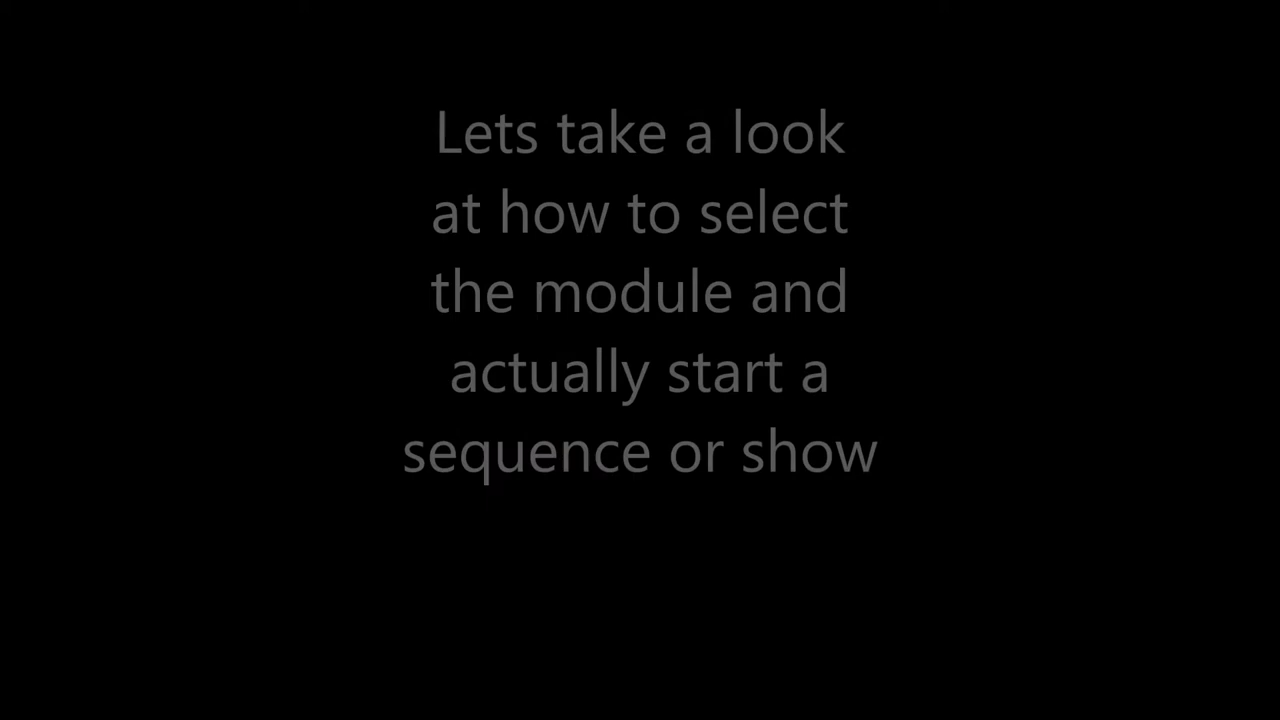 Lets take a look
at how to select
the module and
actually start a
sequence or show